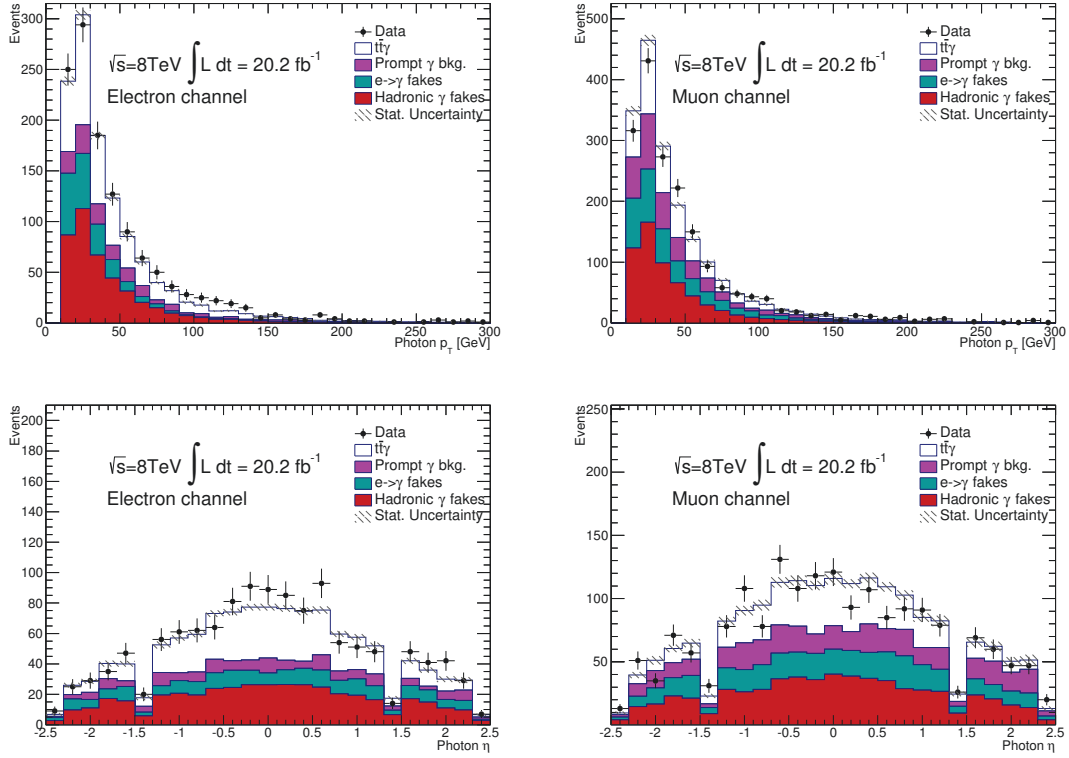 Events
300
250
200
150
100
50
0
50 100 150 200 250 300
Photon p_T [GeV]
√s=8TeV ∫L dt = 20.2 fb⁻¹
Electron channel
Data
tt̄γ
Prompt γ bkg.
e->γ fakes
Hadronic γ fakes
Stat. Uncertainty
Events
500
400
300
200
100
0
0 50 100 150 200 250 300
Photon p_T [GeV]
√s=8TeV ∫L dt = 20.2 fb⁻¹
Muon channel
Data
tt̄γ
Prompt γ bkg.
e->γ fakes
Hadronic γ fakes
Stat. Uncertainty
Events
200
180
160
140
120
100
80
60
40
20
0
-2.5 -2 -1.5 -1 -0.5 0 0.5 1 1.5 2 2.5
Photon η
√s=8TeV ∫L dt = 20.2 fb⁻¹
Electron channel
Data
tt̄γ
Prompt γ bkg.
e->γ fakes
Hadronic γ fakes
Stat. Uncertainty
Events
250
200
150
100
50
-2.5 -2 -1.5 -1 -0.5 0 0.5 1 1.5 2 2.5
Photon η
√s=8TeV ∫L dt = 20.2 fb⁻¹
Muon channel
Data
tt̄γ
Prompt γ bkg.
e->γ fakes
Hadronic γ fakes
Stat. Uncertainty